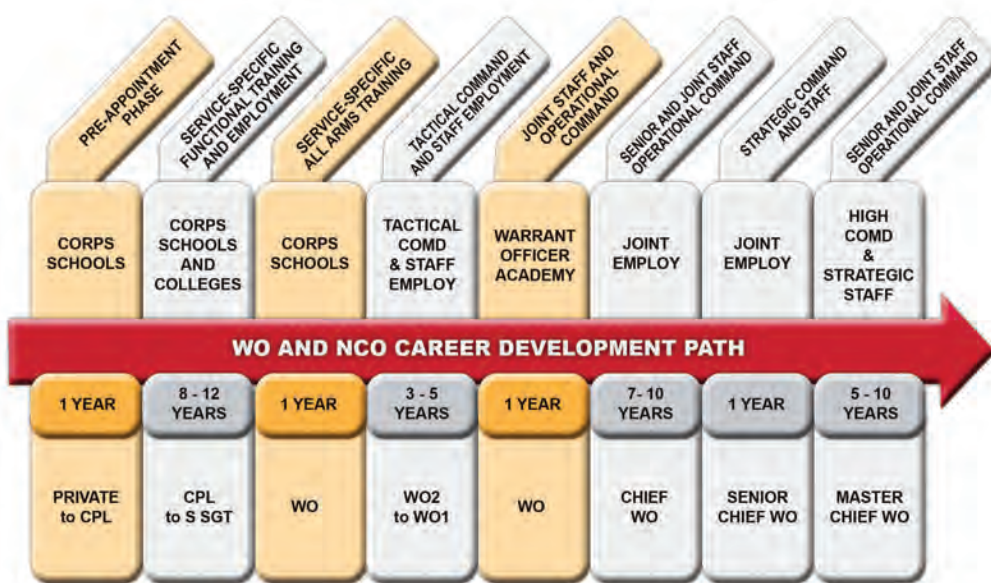 PRE-APPOINTMENT
PHASE
SERVICE-SPECIFIC
FUNCTIONAL TRAINING
AND EMPLOYMENT
SERVICE-SPECIFIC
ALL ARMS TRAINING
TACTICAL COMMAND
AND STAFF EMPLOYMENT
JOINT STAFF AND
OPERATIONAL
COMMAND
SENIOR AND JOINT STAFF
OPERATIONAL COMMAND
STRATEGIC COMMAND
AND STAFF
SENIOR AND JOINT STAFF
OPERATIONAL COMMAND
CORPS
SCHOOLS
CORPS
SCHOOLS
AND
COLLEGES
CORPS
SCHOOLS
TACTICAL
COMD
& STAFF
EMPLOY
WARRANT
OFFICER
ACADEMY
JOINT
EMPLOY
JOINT
EMPLOY
HIGH
COMD
&
STRATEGIC
STAFF
WO AND NCO CAREER DEVELOPMENT PATH
1 YEAR
8 - 12
YEARS
1 YEAR
3 - 5
YEARS
1 YEAR
7- 10
YEARS
1 YEAR
5 - 10
YEARS
PRIVATE
to CPL
CPL
to S SGT
WO
WO2
to WO1
WO
CHIEF
WO
SENIOR
CHIEF WO
MASTER
CHIEF WO